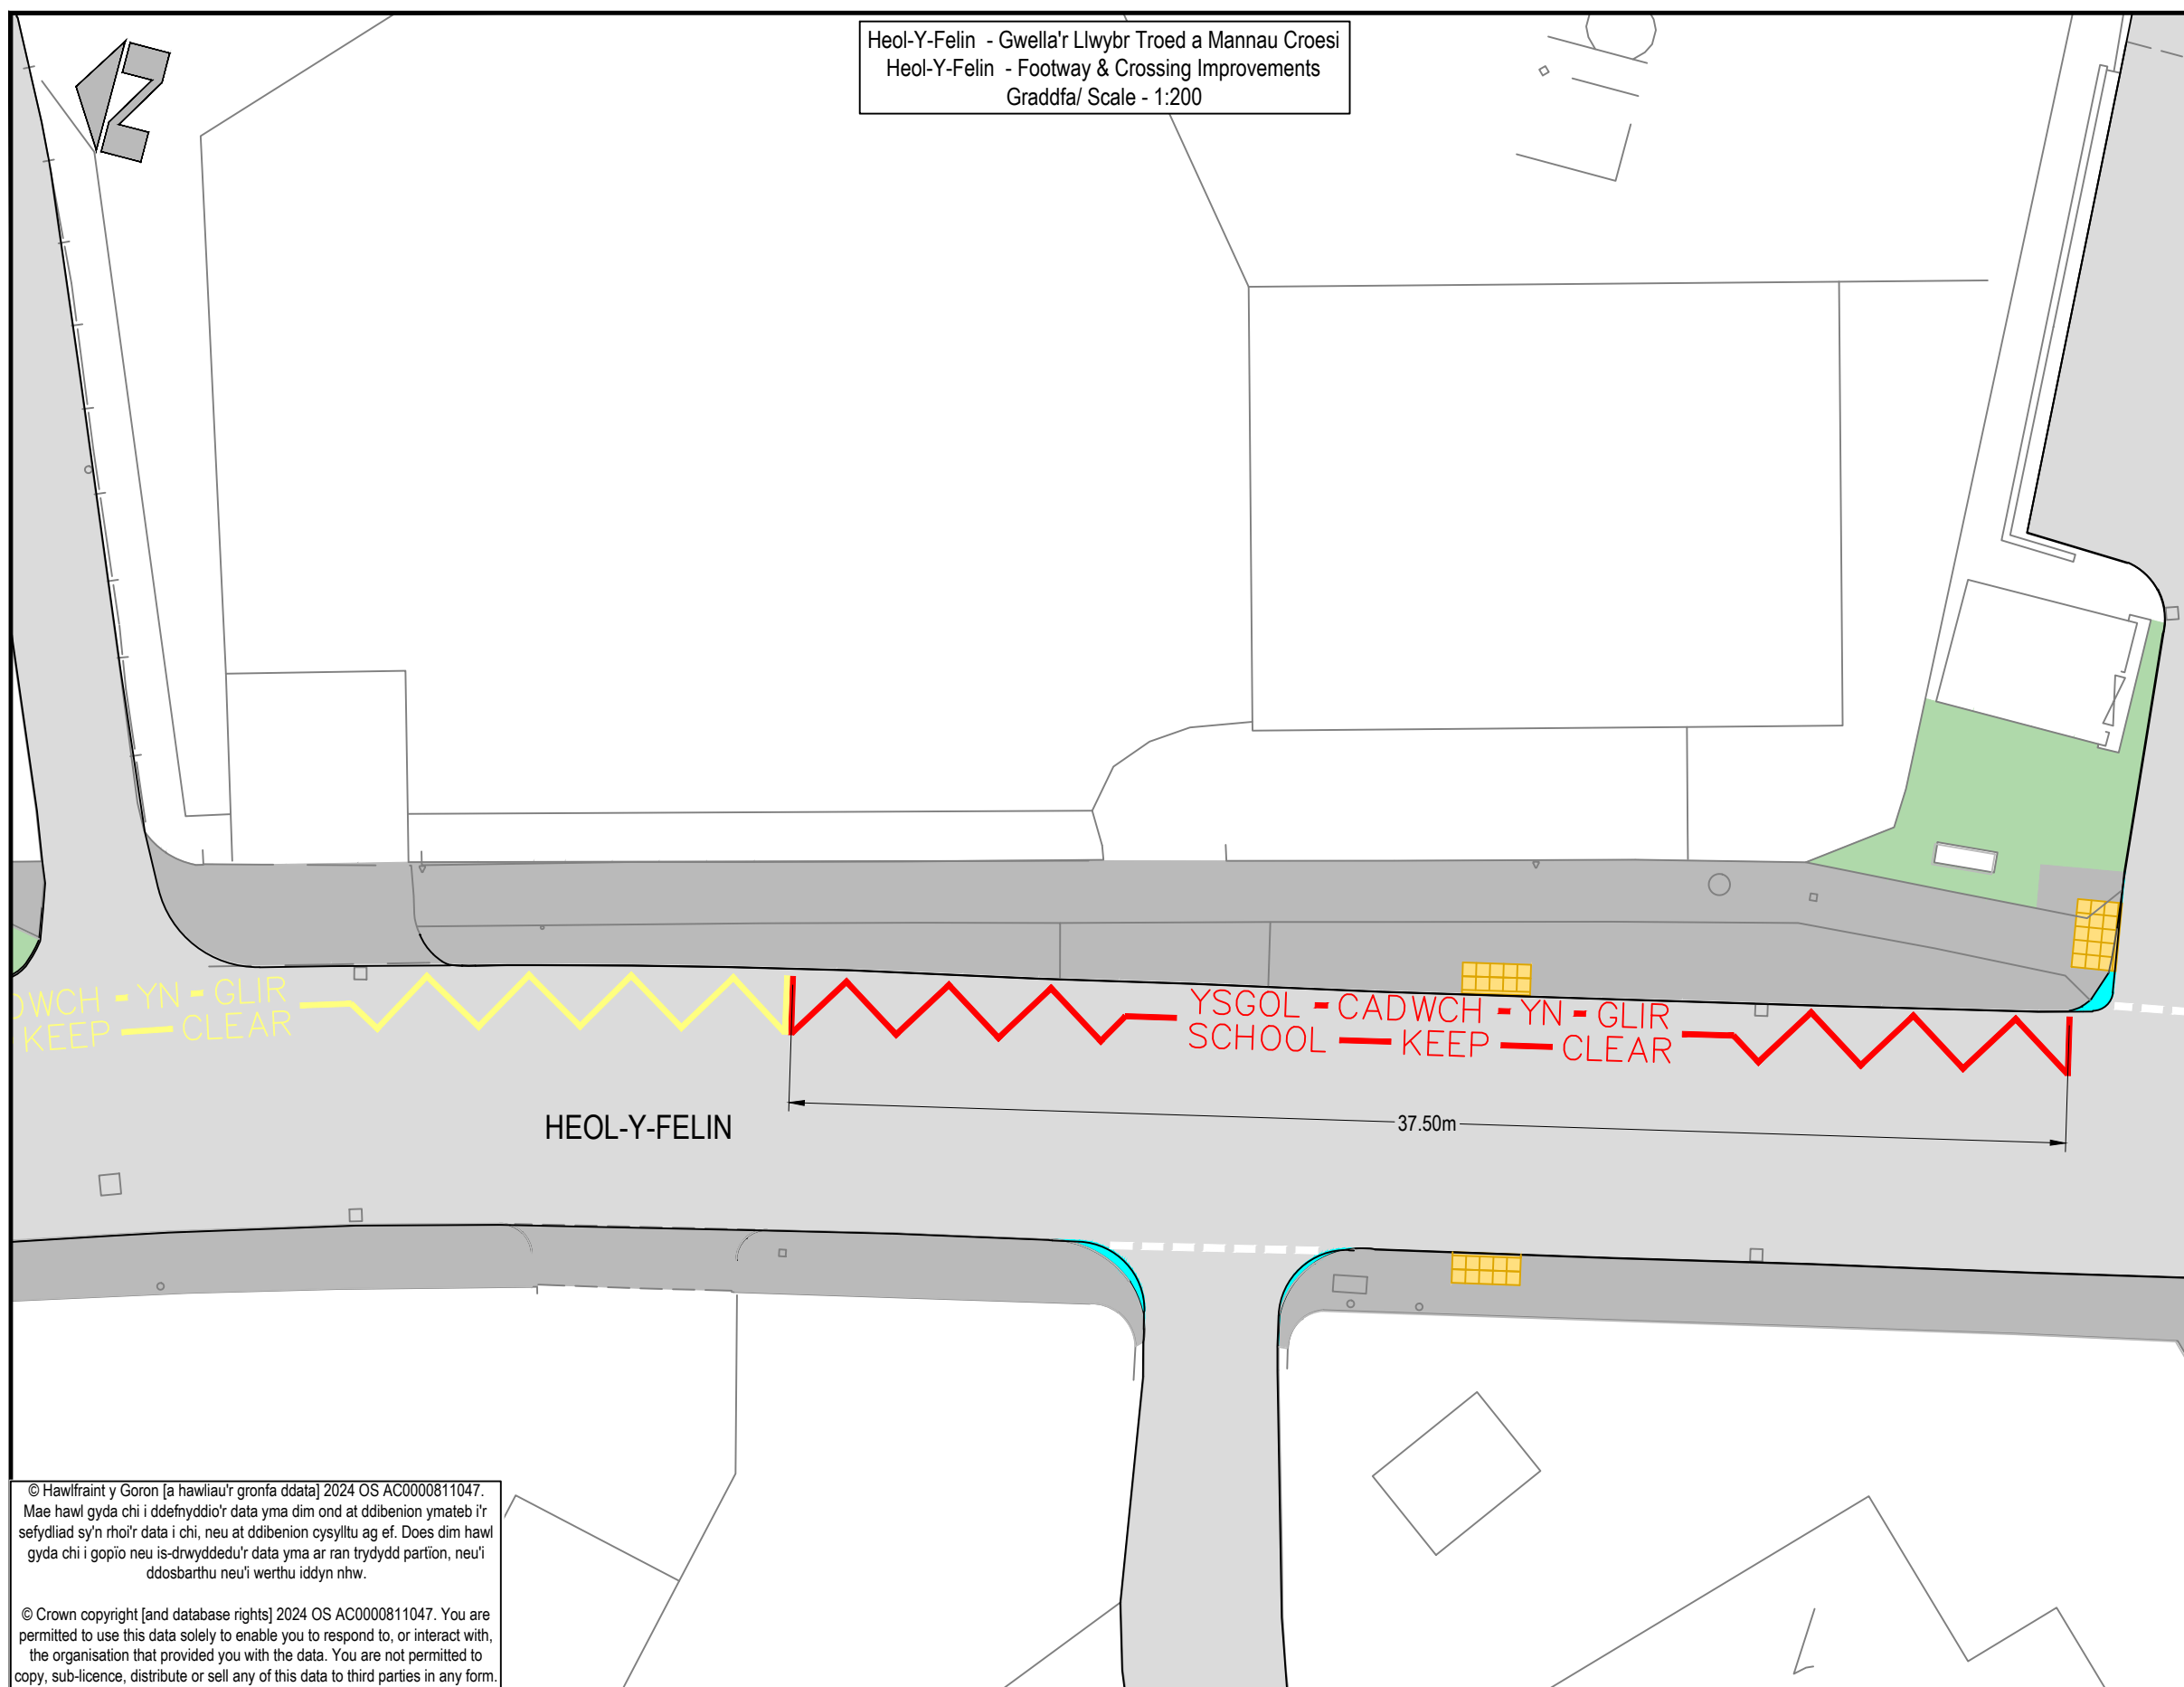 Heol-Y-Felin - Gwella'r Llwybr Troed a Mannau Croesi
Heol-Y-Felin - Footway & Crossing Improvements
Graddfa/ Scale - 1:200
YN - GLIR
KEEP CLEAR
YSGOL - CADWCH - YN - GLIR
SCHOOL KEEP CLEAR
HEOL-Y-FELIN
37.50m
© Hawlfraint y Goron [a hawliau'r gronfa ddata] 2024 OS AC0000811047.
Mae hawl gyda chi i ddefnyddio'r data yma dim ond at ddibenion ymateb i'r
sefydliad sy'n rhoi'r data i chi, neu at ddibenion cysylltu ag ef. Does dim hawl
gyda chi i gopïo neu is-drwyddedu'r data yma ar ran trydydd partïon, neu'i
ddosbarthu neu'i werthu iddyn nhw.
© Crown copyright [and database rights] 2024 OS AC0000811047. You are
permitted to use this data solely to enable you to respond to, or interact with,
the organisation that provided you with the data. You are not permitted to
copy, sub-licence, distribute or sell any of this data to third parties in any form.